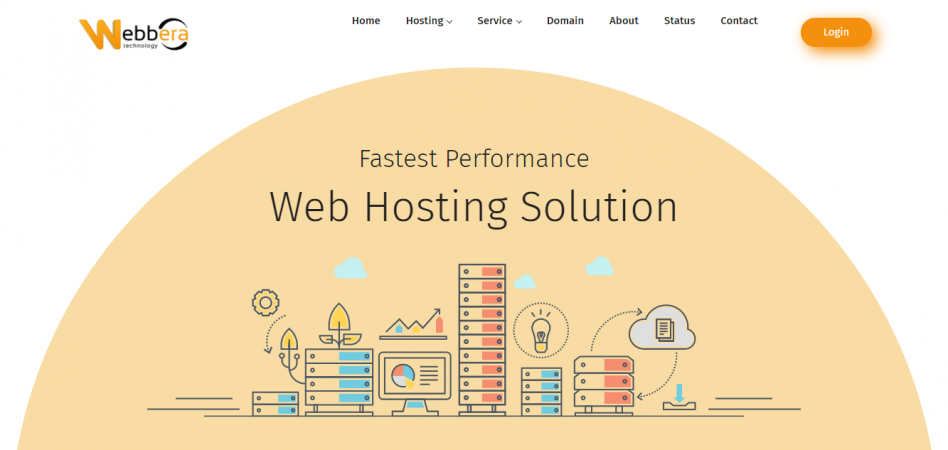 Webbera
technology
Home Hosting Service Domain About Status Contact
Login
Fastest Performance
Web Hosting Solution